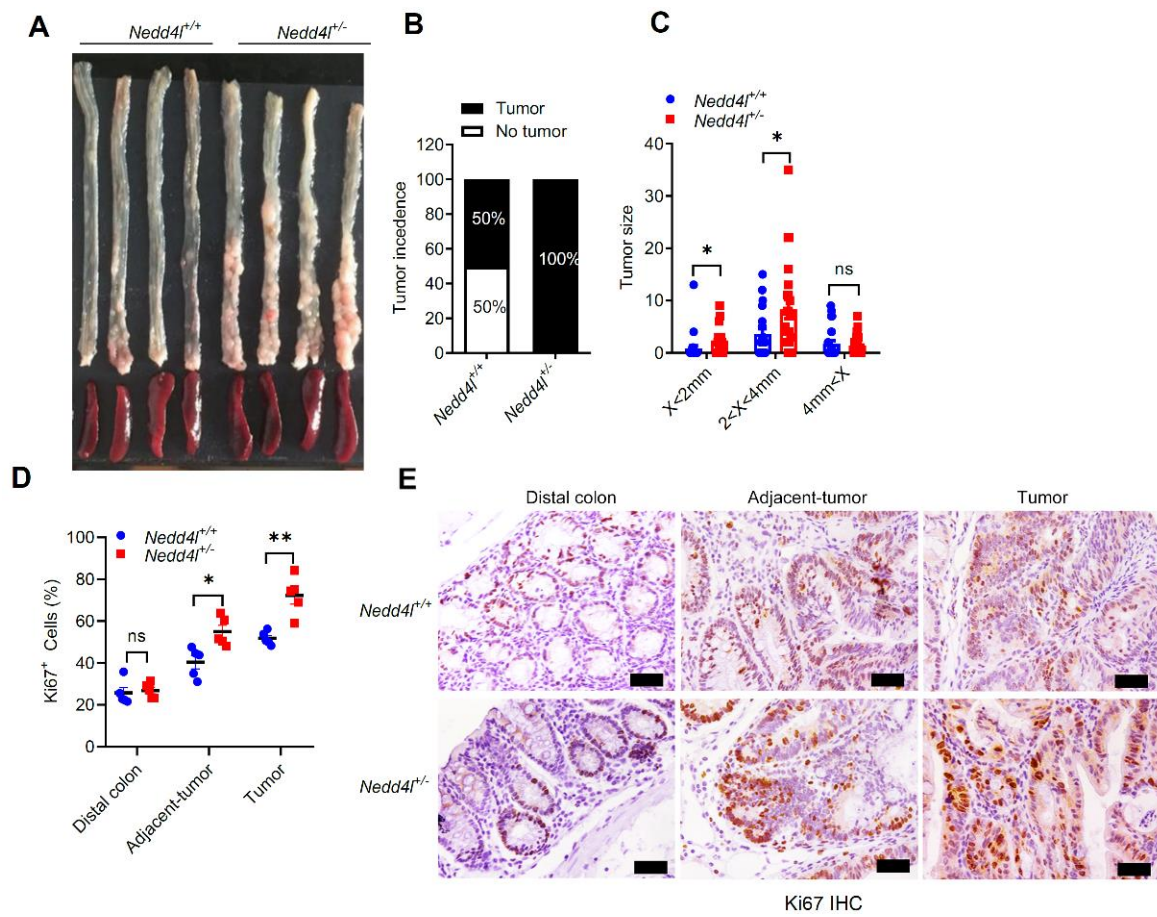 A
Nedd4l+/+
Nedd4l+/-
B
Tumor
No tumor
Tumor incedence
120
100
80
60
40
20
0
50%
50%
100%
Nedd4l+/+
Nedd4l+/-
C
Nedd4l+/+
Nedd4l+/-
Tumor size
40
30
20
10
0
*
*
ns
X<2mm
2<X<4mm
4mm<X
D
Nedd4l+/+
Nedd4l+/-
Ki67+ Cells (%)
100
80
60
40
20
0
ns
*
**
Distal colon
Adjacent-tumor
Tumor
E
Distal colon
Adjacent-tumor
Tumor
Nedd4l+/+
Nedd4l+/-
Ki67 IHC